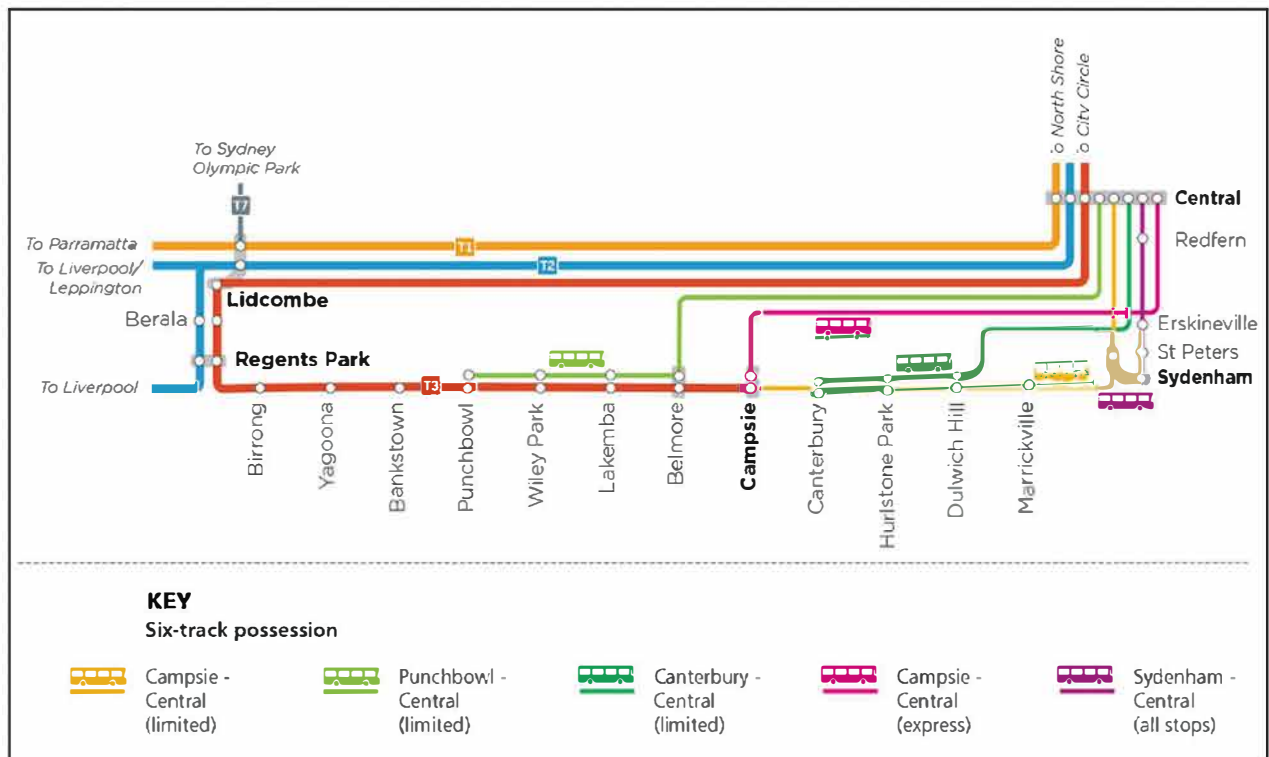 To North Shore
To City Circle
To Sydney
Olympic Park
T7
Central
To Parramatta
T1
Redfern
To Liverpool/
Leppington
T2
Lidcombe
Berala
Erskineville
Regents Park
St Peters
To Liverpool
T3
Sydenham
Birrong
Yagoona
Bankstown
Punchbowl
Wiley Park
Lakemba
Belmore
Campsie
Canterbury
Hurlstone Park
Dulwich Hill
Marrickville
KEY
Six-track possession
Campsie -
Central
(limited)
Punchbowl -
Central
(limited)
Canterbury -
Central
(limited)
Campsie -
Central
(express)
Sydenham -
Central
(all stops)